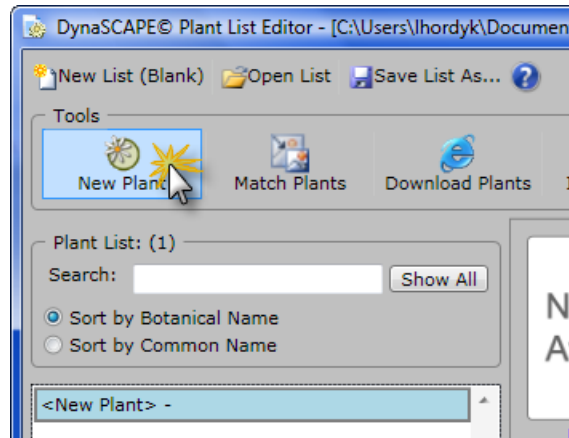 DynaSCAPE© Plant List Editor - [C:\Users\lhordyk\Documen
New List (Blank) Open List Save List As...
Tools
New Plant Match Plants Download Plants
Plant List: (1)
Search: Show All
Sort by Botanical Name
Sort by Common Name
<New Plant> -